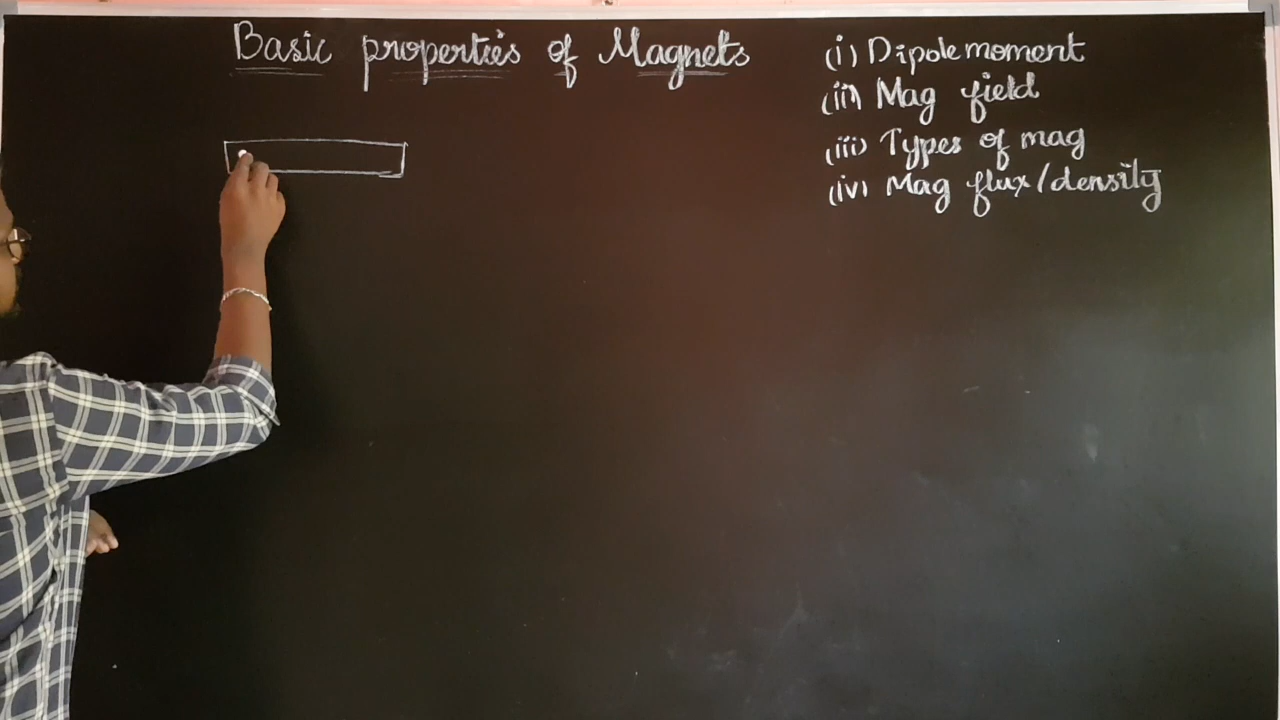 Basic properties of Magnets
(i) Dipole moment
(ii) Mag field
(iii) Types of mag
(iv) Mag flux/density